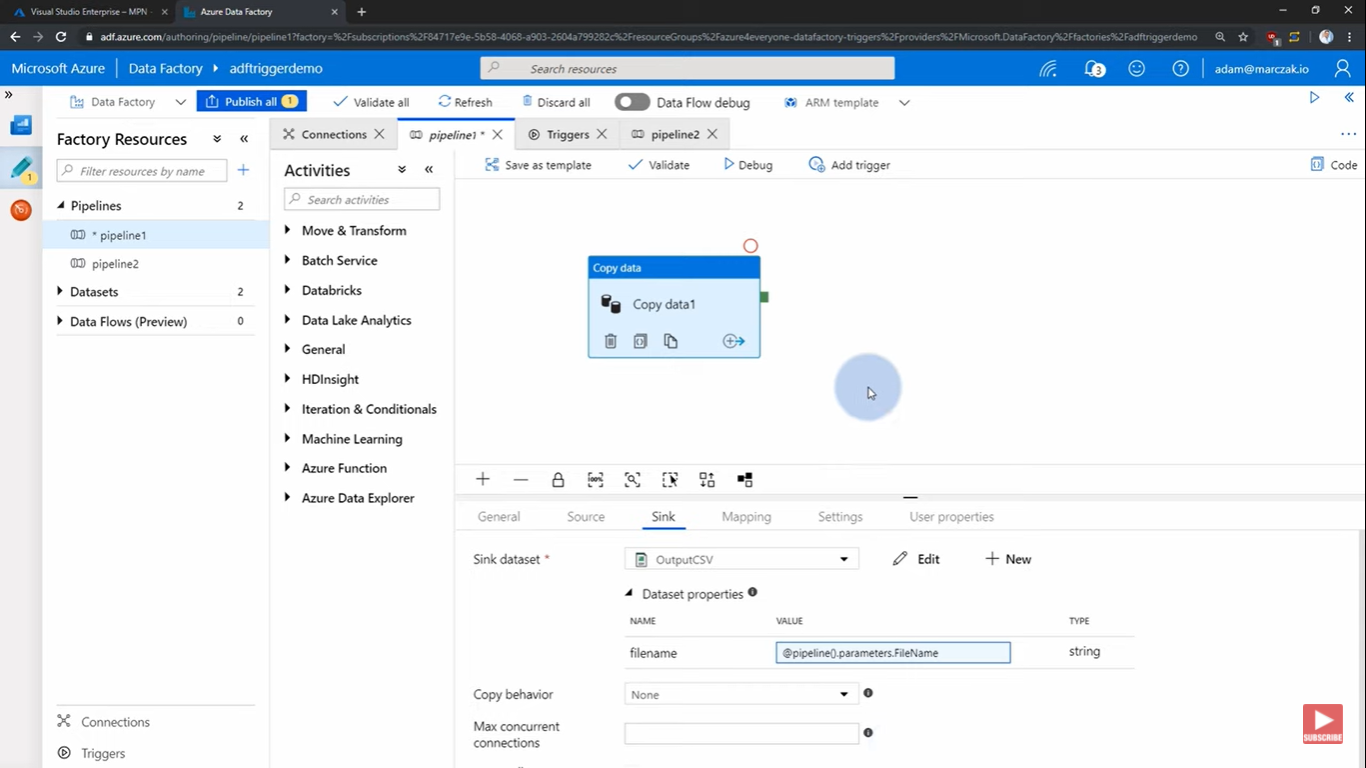 Visual Studio Enterprise – MPN -
Azure Data Factory
adf.azure.com/authoring/pipeline/pipeline1?factory=%2Fsubscriptions%2F84717e9e-5b58-4068-a903-2604a799282c%2FresourceGroups%2Fazure4everyone-datafactory-triggers%2Fproviders%2FMicrosoft.DataFactory%2Ffactories%2Fadftriggerdemo
Microsoft Azure Data Factory adftriggerdemo Search resources 3 adam@marczak.io
Data Factory Publish all 1 Validate all Refresh Discard all Data Flow debug ARM template
Factory Resources
Connections pipeline1 * Triggers pipeline2
Filter resources by name
Activities
Save as template Validate Debug Add trigger Code
1
Search activities
Pipelines 2
* pipeline1
pipeline2
Datasets 2
Data Flows (Preview) 0
Move & Transform
Batch Service
Databricks
Data Lake Analytics
General
HDInsight
Iteration & Conditionals
Machine Learning
Azure Function
Azure Data Explorer
Copy data
Copy data1
100%
General Source Sink Mapping Settings User properties
Sink dataset * OutputCSV Edit New
Dataset properties
NAME VALUE TYPE
filename @pipeline().parameters.FileName string
Copy behavior None
Max concurrent
connections
Connections
Triggers
SUBSCRIBE